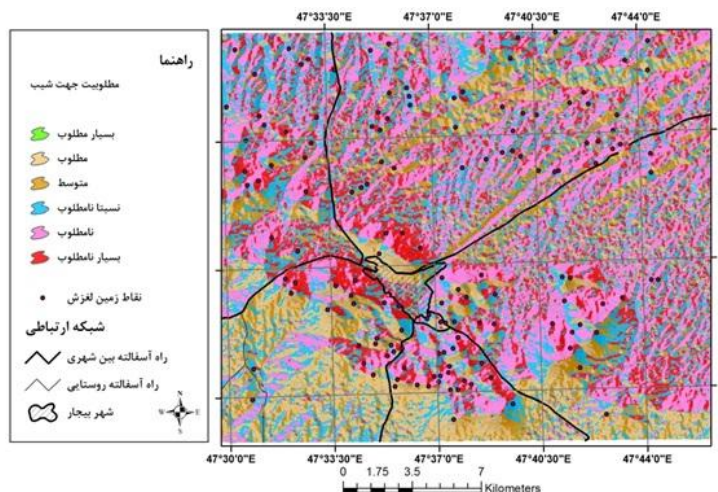 راهنما
مطلوبیت جهت شیب
بسیار مطلوب
مطلوب
متوسط
نسبتا نامطلوب
نامطلوب
بسیار نامطلوب
نقاط زمین لغزش
شبکه ارتباطی
راه آسفالته بین شهری
راه آسفالته روستایی
شهر بیجار
N
W E
S
47°33'30"E 47°37'0"E 47°40'30"E 47°44'0"E
47°30'0"E 47°33'30"E 47°37'0"E 47°40'30"E 47°44'0"E
0 1.75 3.5 7
Kilometers